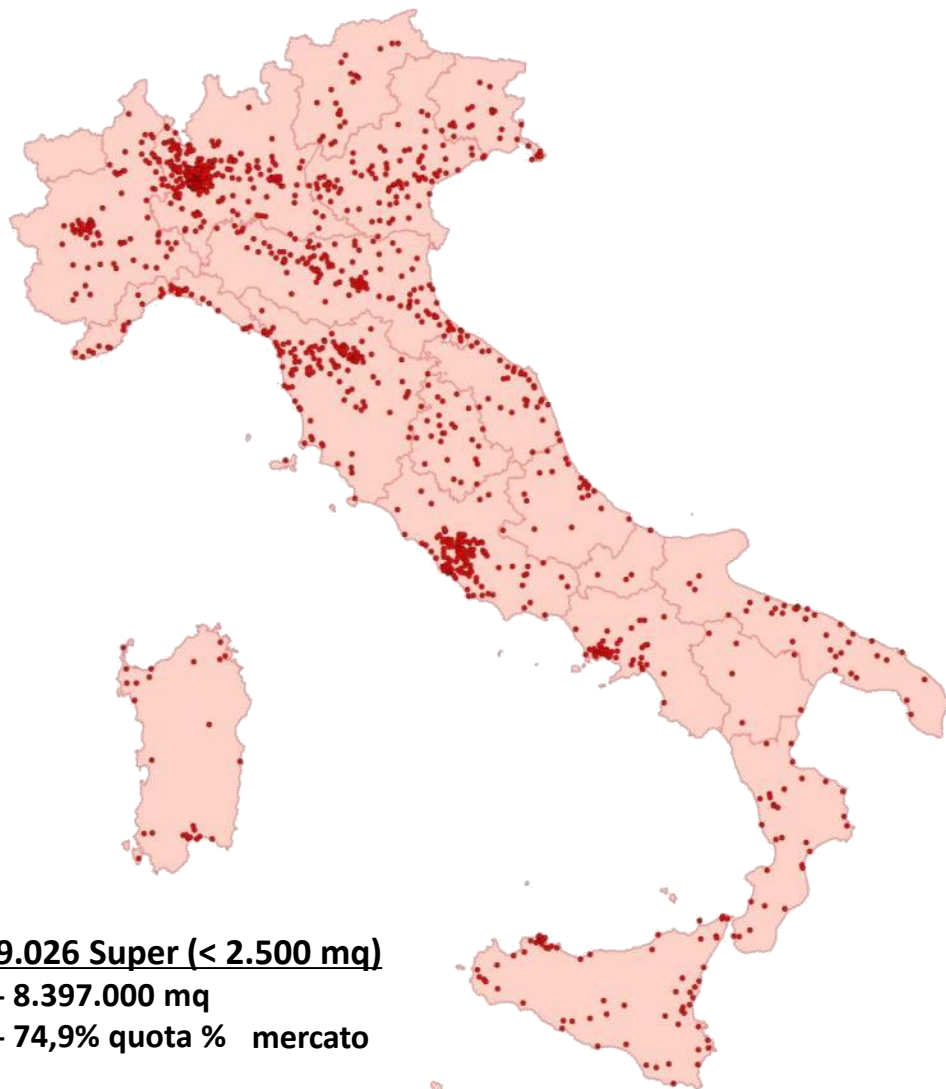 9.026 Super (< 2.500 mq)
- 8.397.000 mq
- 74,9% quota % mercato